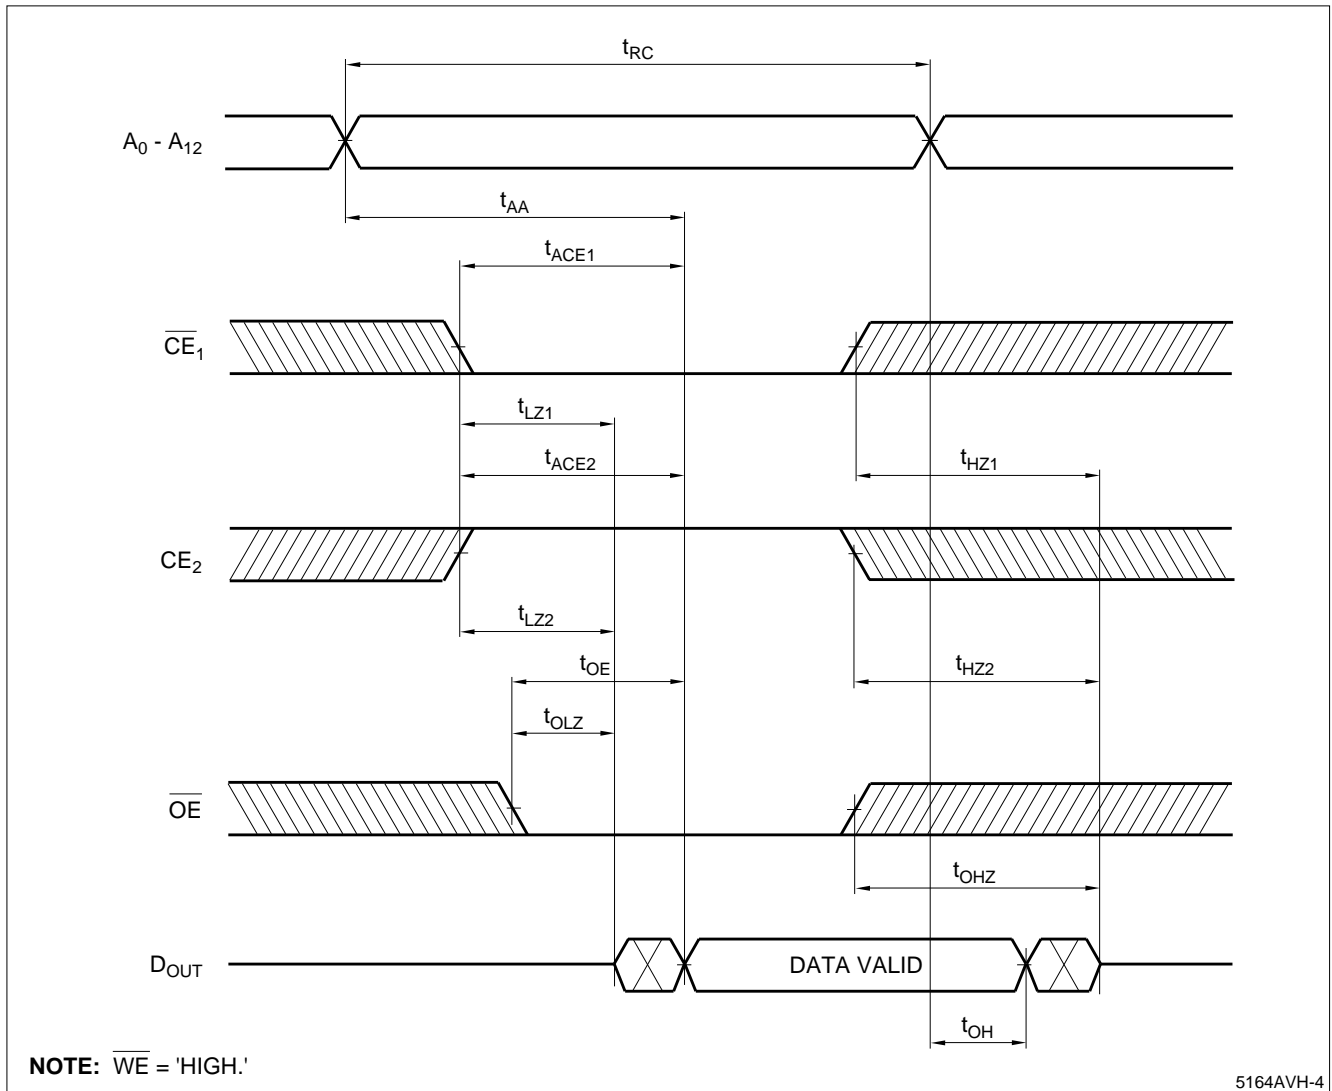 tRC
A0 - A12
tAA
tACE1
CE1
tLZ1
tACE2
tHZ1
CE2
tLZ2
tOE
tHZ2
tOLZ
OE
tOHZ
DOUT
DATA VALID
tOH
NOTE: WE = 'HIGH.'
5164AVH-4